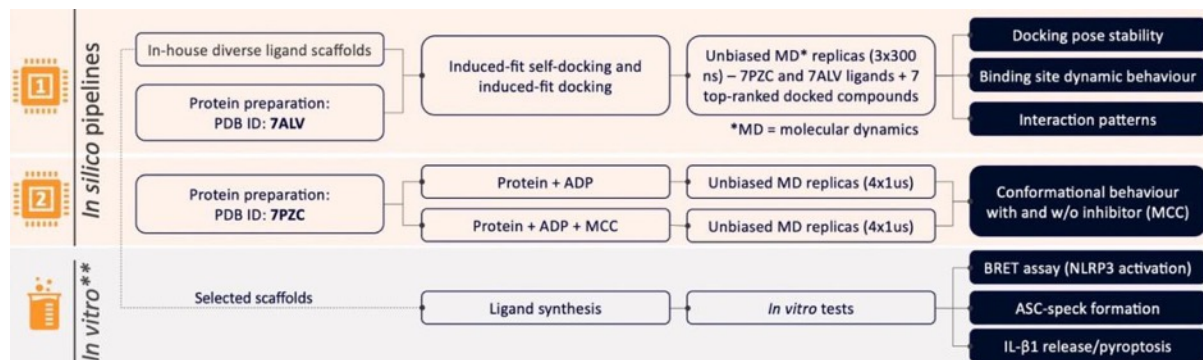 In silico pipelines
1
In-house diverse ligand scaffolds
Protein preparation:
PDB ID: 7ALV
Induced-fit self-docking and
induced-fit docking
Unbiased MD* replicas (3x300
ns) – 7PZC and 7ALV ligands + 7
top-ranked docked compounds
*MD = molecular dynamics
Docking pose stability
Binding site dynamic behaviour
Interaction patterns
2
Protein preparation:
PDB ID: 7PZC
Protein + ADP
Unbiased MD replicas (4x1us)
Protein + ADP + MCC
Unbiased MD replicas (4x1us)
Conformational behaviour
with and w/o inhibitor (MCC)
In vitro**
Selected scaffolds
Ligand synthesis
In vitro tests
BRET assay (NLRP3 activation)
ASC-speck formation
IL-β1 release/pyroptosis